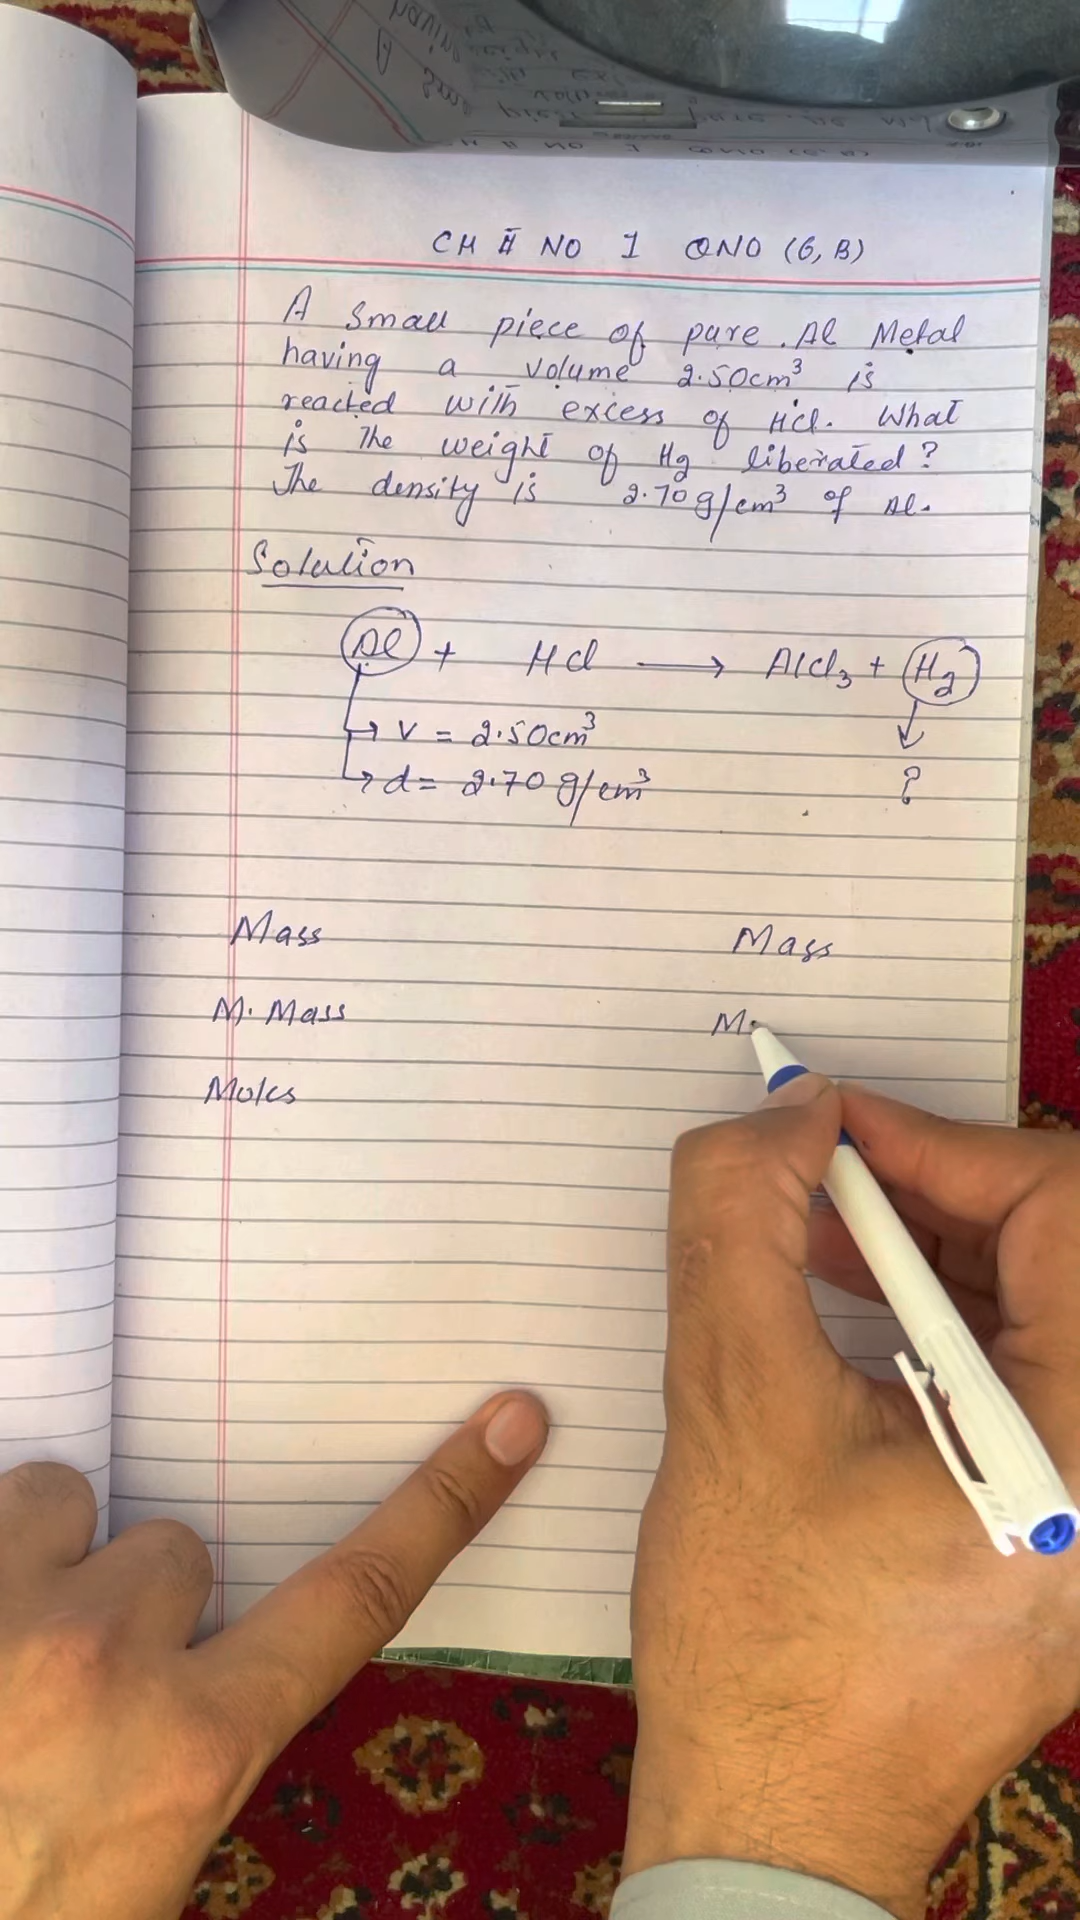 CH # NO 1 QNO (6, B)
A Small piece of pure. Al Metal
having a volume 2.50cm³ is
reacted with excess of HCl. What
is The weight of H2 liberated?
The density is 2.70g/cm³ of Al.
Solution
Al + HCl → AlCl3 + H2
→ V = 2.50cm³
→ d = 2.70 g/cm³ ?
Mass Mass
M. Mass M.
Moles